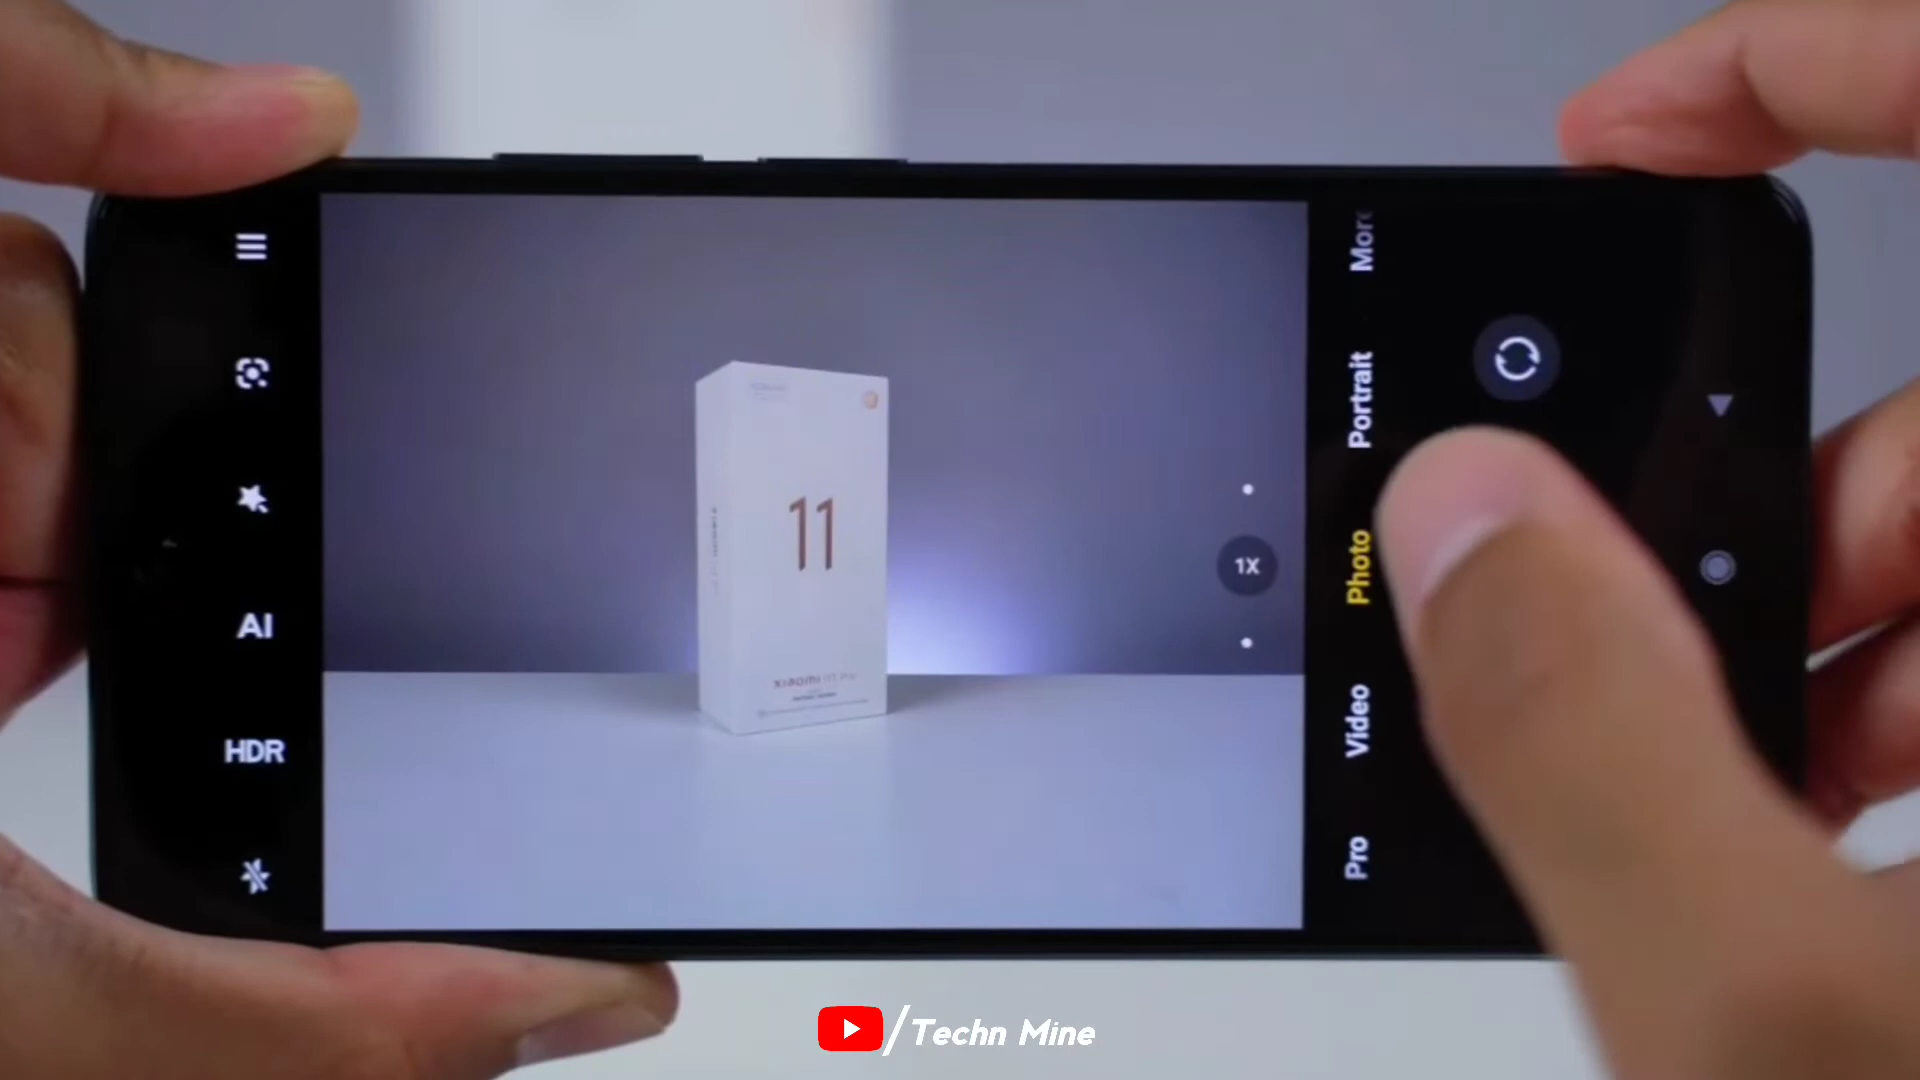 More
Portrait
Photo
Video
Pro
1X
AI
HDR
11
xiaomi
/Techn Mine